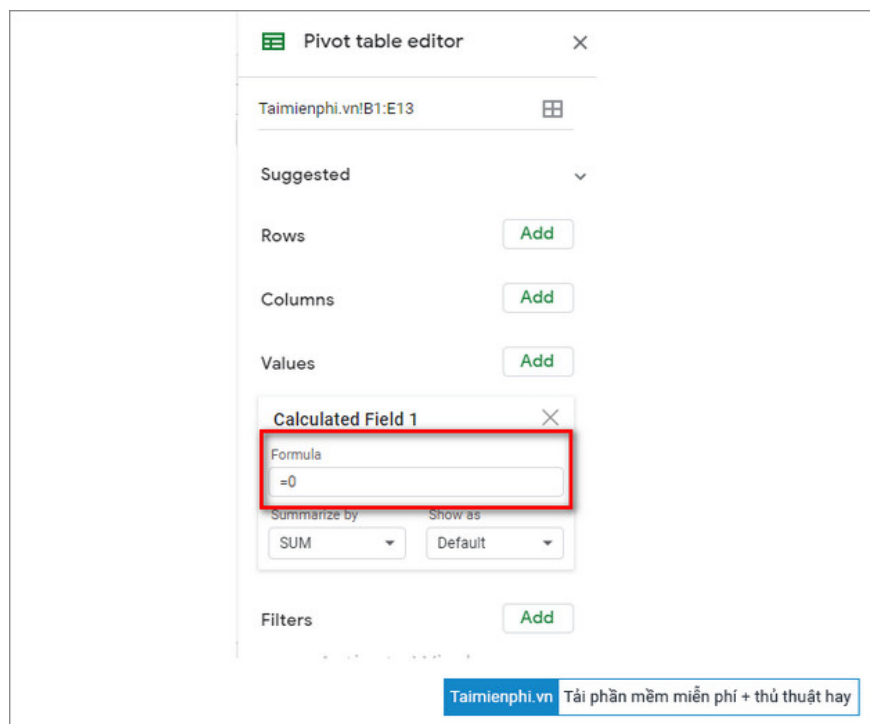 Pivot table editor
Taimienphi.vn!B1:E13
Suggested
Rows Add
Columns Add
Values Add
Calculated Field 1
Formula
=0
Summarize by Show as
SUM Default
Filters Add
Taimienphi.vn Tải phần mềm miễn phí + thủ thuật hay